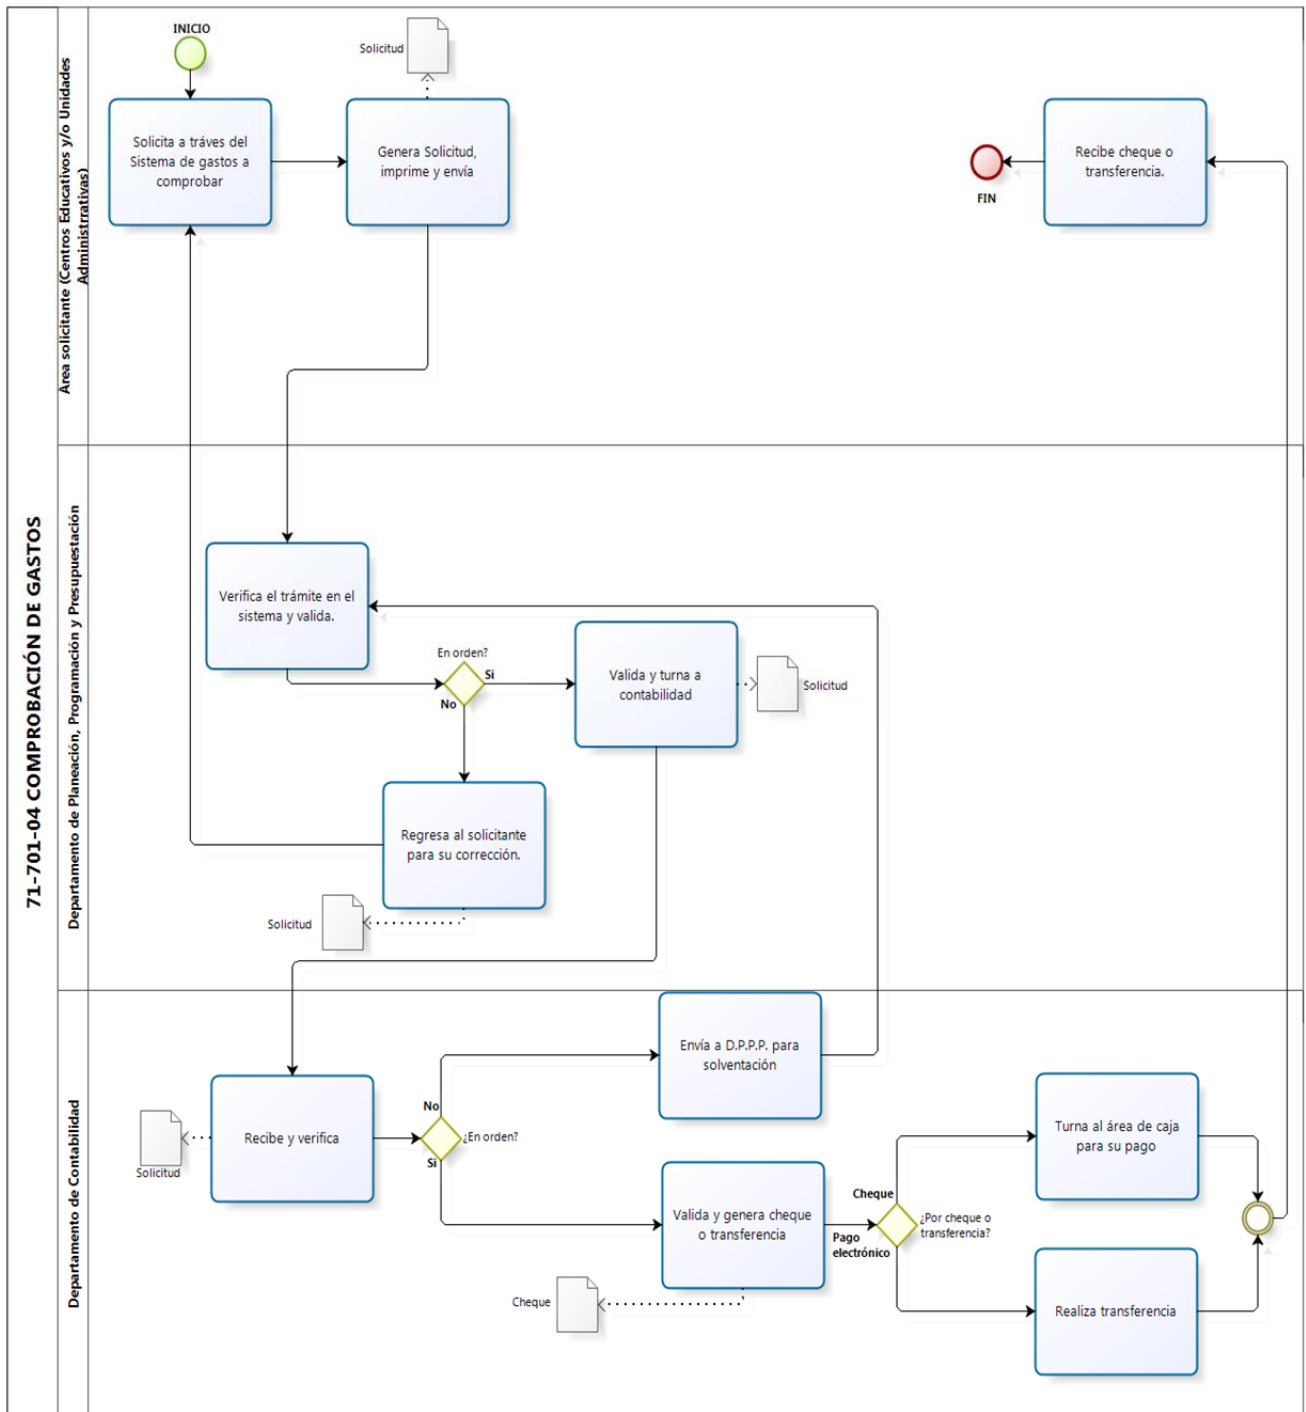 71-701-04 COMPROBACIÓN DE GASTOS
Area solicitante (Centros Educativos y/o Unidades
Administrativas)
INICIO
Solicitud
Solicita a tráves del
Sistema de gastos a
comprobar
Genera Solicitud,
imprime y envía
Recibe cheque o
transferencia.
FIN
Departamento de Planeación, Programación y Presupuestación
Verifica el trámite en el
sistema y valida.
En orden?
Si
No
Valida y turna a
contabilidad
Solicitud
Regresa al solicitante
para su corrección.
Solicitud
Departamento de Contabilidad
Envía a D.P.P.P. para
solventación
Solicitud
Recibe y verifica
No
¿En orden?
Si
Valida y genera cheque
o transferencia
Cheque
Cheque
Pago
electrónico
¿Por cheque o
transferencia?
Turna al área de caja
para su pago
Realiza transferencia